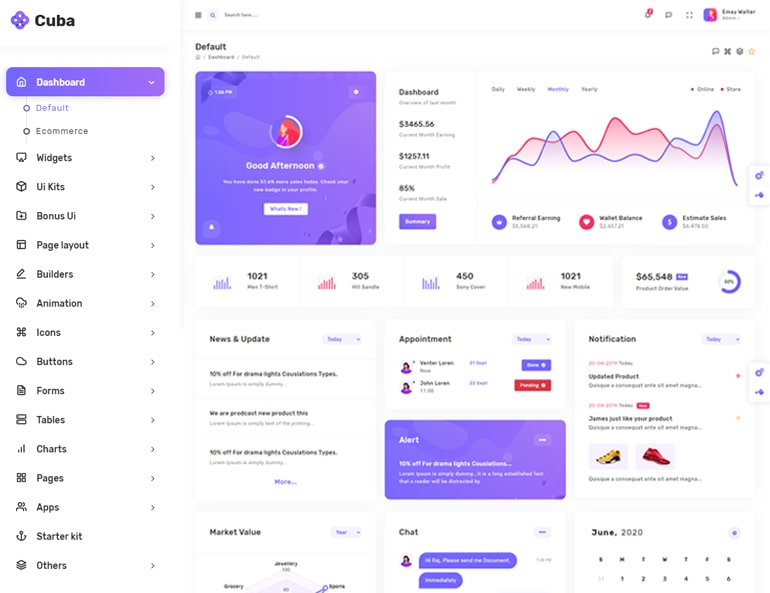 Cuba
Dashboard
Default
Ecommerce
Widgets
Ui Kits
Bonus Ui
Page layout
Builders
Animation
Icons
Buttons
Forms
Tables
Charts
Pages
Apps
Starter kit
Others
Search here.....
Emay Walter
Admin
Default
Dashboard / Default
1:36 PM
Good Afternoon
You have done 57.6% more sales today. Check your
new badge in your profile.
Whats New !
Dashboard
Overview of last month
$3465.56
Current Month Earning
$1257.11
Current Month Profit
85%
Current Month Sale
Summary
Daily Weekly Monthly Yearly
Online Store
Referral Earning
$5,568.21
Wallet Balance
$2,657.21
Estimate Sales
$6,478.50
1021
Men T-Shirt
305
Hill Sandle
450
Sony Cover
1021
New Mobile
$65,548 New
Product Order Value
60%
News & Update Today
10% off For drama lights Couslations Types.
Lorem Ipsum is simply dummy...
We are prodcast new product this
Lorem Ipsum is simply text of the printing...
10% off For drama lights Couslations Types.
Lorem Ipsum is simply dummy...
More...
Appointment Today
Venter Loren 21 Sept Done
Now
John Loren 22 Sept Pending
11:00
Alert
10% off For drama lights Couslations...
Lorem Ipsum is simply dummy...It is a long established fact
that a reader will be distracted by
Notification Today
20-04-2019 Today
Updated Product
Quisque a consequat ante sit amet magna...
20-04-2019 Today New
James just like your product
Quisque a consequat ante sit amet magna...
Quisque a consequat ante sit amet magna...
Market Value Year
Jewellery
100
Grocery
Sports
80
Chat
Hi Raj, Please send me Document.
7:28 PM
Immediately
June, 2020
S M T W T F S
31 1 2 3 4 5 6